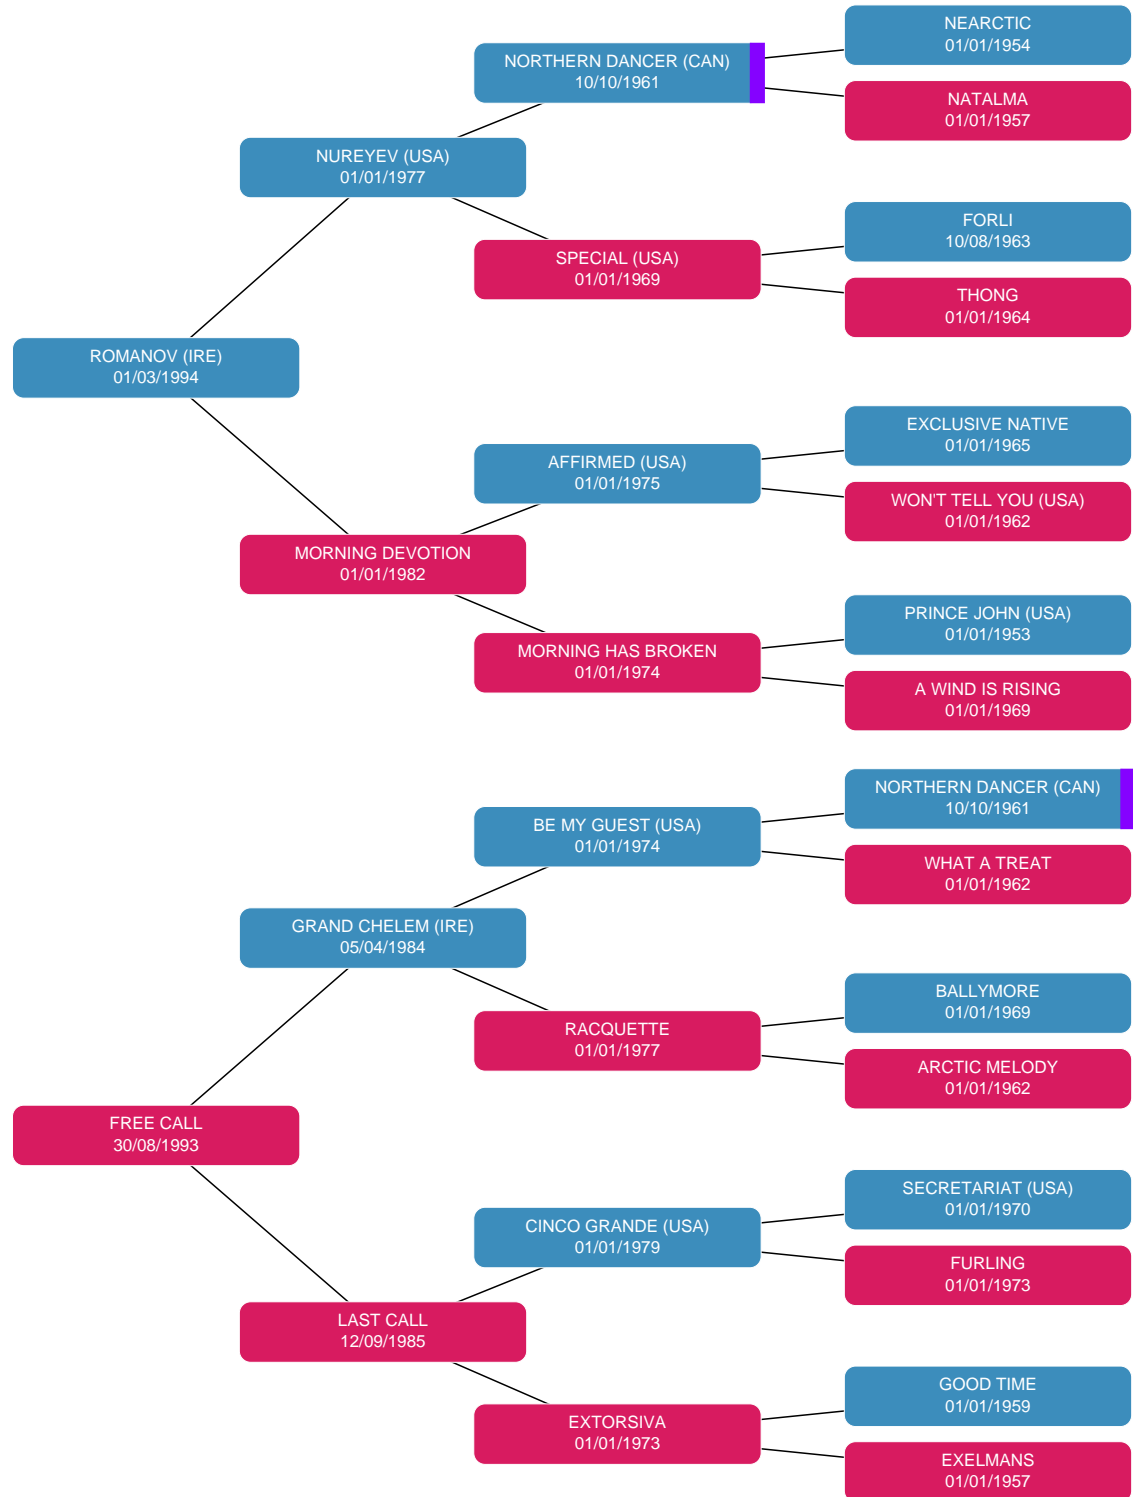 NEARCTIC
01/01/1954
NORTHERN DANCER (CAN)
10/10/1961
NATALMA
01/01/1957
NUREYEV (USA)
01/01/1977
FORLI
10/08/1963
SPECIAL (USA)
01/01/1969
THONG
01/01/1964
ROMANOV (IRE)
01/03/1994
EXCLUSIVE NATIVE
01/01/1965
AFFIRMED (USA)
01/01/1975
WON'T TELL YOU (USA)
01/01/1962
MORNING DEVOTION
01/01/1982
PRINCE JOHN (USA)
01/01/1953
MORNING HAS BROKEN
01/01/1974
A WIND IS RISING
01/01/1969
NORTHERN DANCER (CAN)
10/10/1961
BE MY GUEST (USA)
01/01/1974
WHAT A TREAT
01/01/1962
GRAND CHELEM (IRE)
05/04/1984
BALLYMORE
01/01/1969
RACQUETTE
01/01/1977
ARCTIC MELODY
01/01/1962
FREE CALL
30/08/1993
SECRETARIAT (USA)
01/01/1970
CINCO GRANDE (USA)
01/01/1979
FURLING
01/01/1973
LAST CALL
12/09/1985
GOOD TIME
01/01/1959
EXTORSIVA
01/01/1973
EXELMANS
01/01/1957